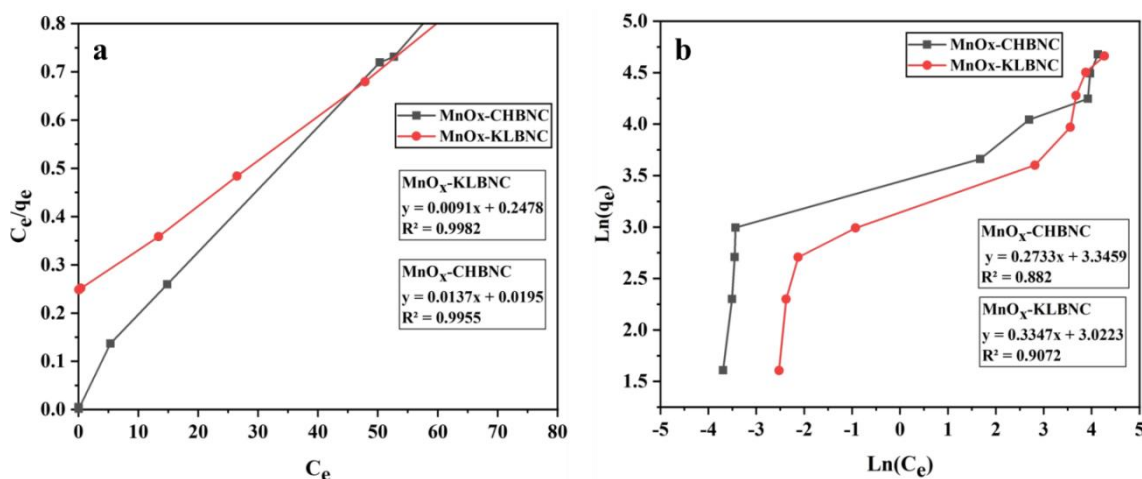 a
0.8
0.7
0.6
0.5
0.4
0.3
0.2
0.1
0.0
Ce/qe
0 10 20 30 40 50 60 70 80
Ce
MnOx-CHBNC
MnOx-KLBNC
MnOx-KLBNC
y = 0.0091x + 0.2478
R² = 0.9982
MnOx-CHBNC
y = 0.0137x + 0.0195
R² = 0.9955
b
5.0
4.5
4.0
3.5
3.0
2.5
2.0
1.5
Ln(qe)
-5 -4 -3 -2 -1 0 1 2 3 4 5
Ln(Ce)
MnOx-CHBNC
MnOx-KLBNC
MnOx-CHBNC
y = 0.2733x + 3.3459
R² = 0.882
MnOx-KLBNC
y = 0.3347x + 3.0223
R² = 0.9072